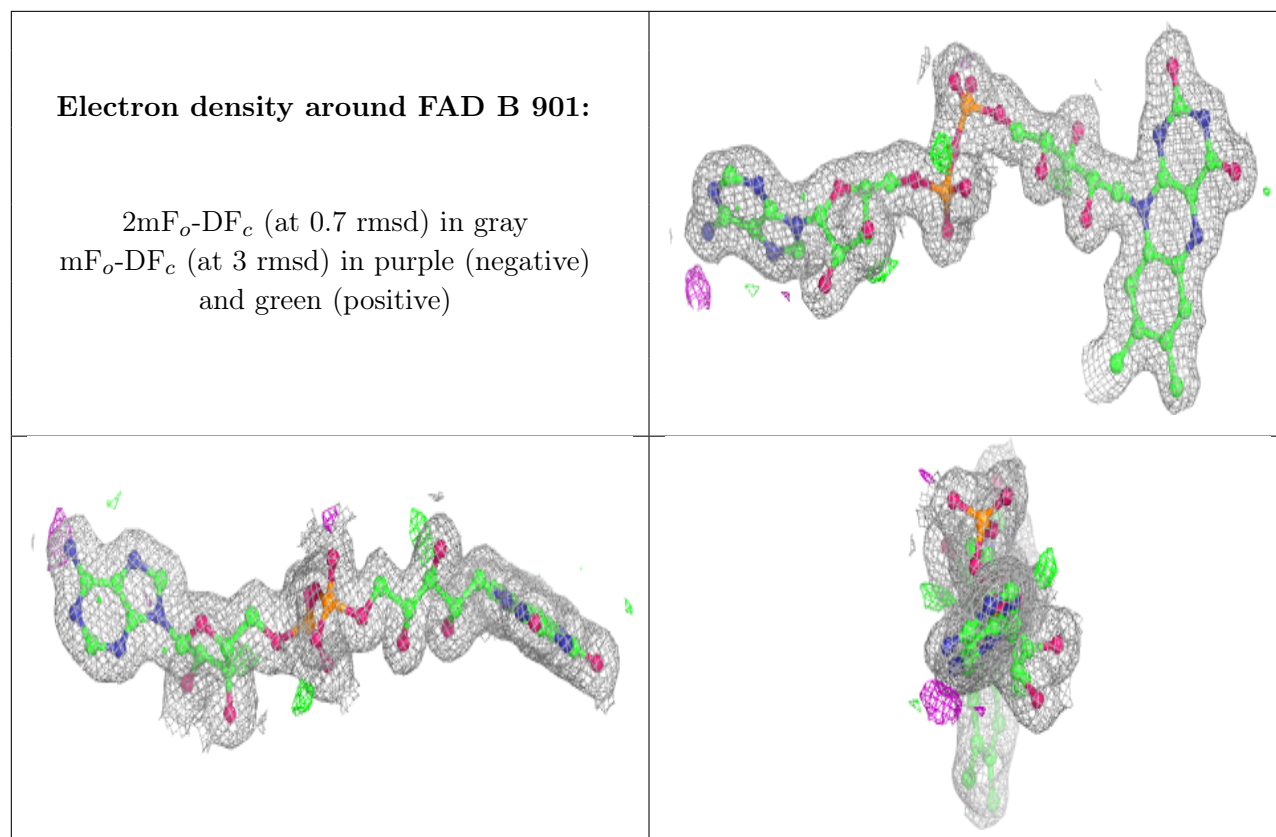 Electron density around FAD B 901:
2mFo-DFc (at 0.7 rmsd) in gray
mFo-DFc (at 3 rmsd) in purple (negative)
and green (positive)